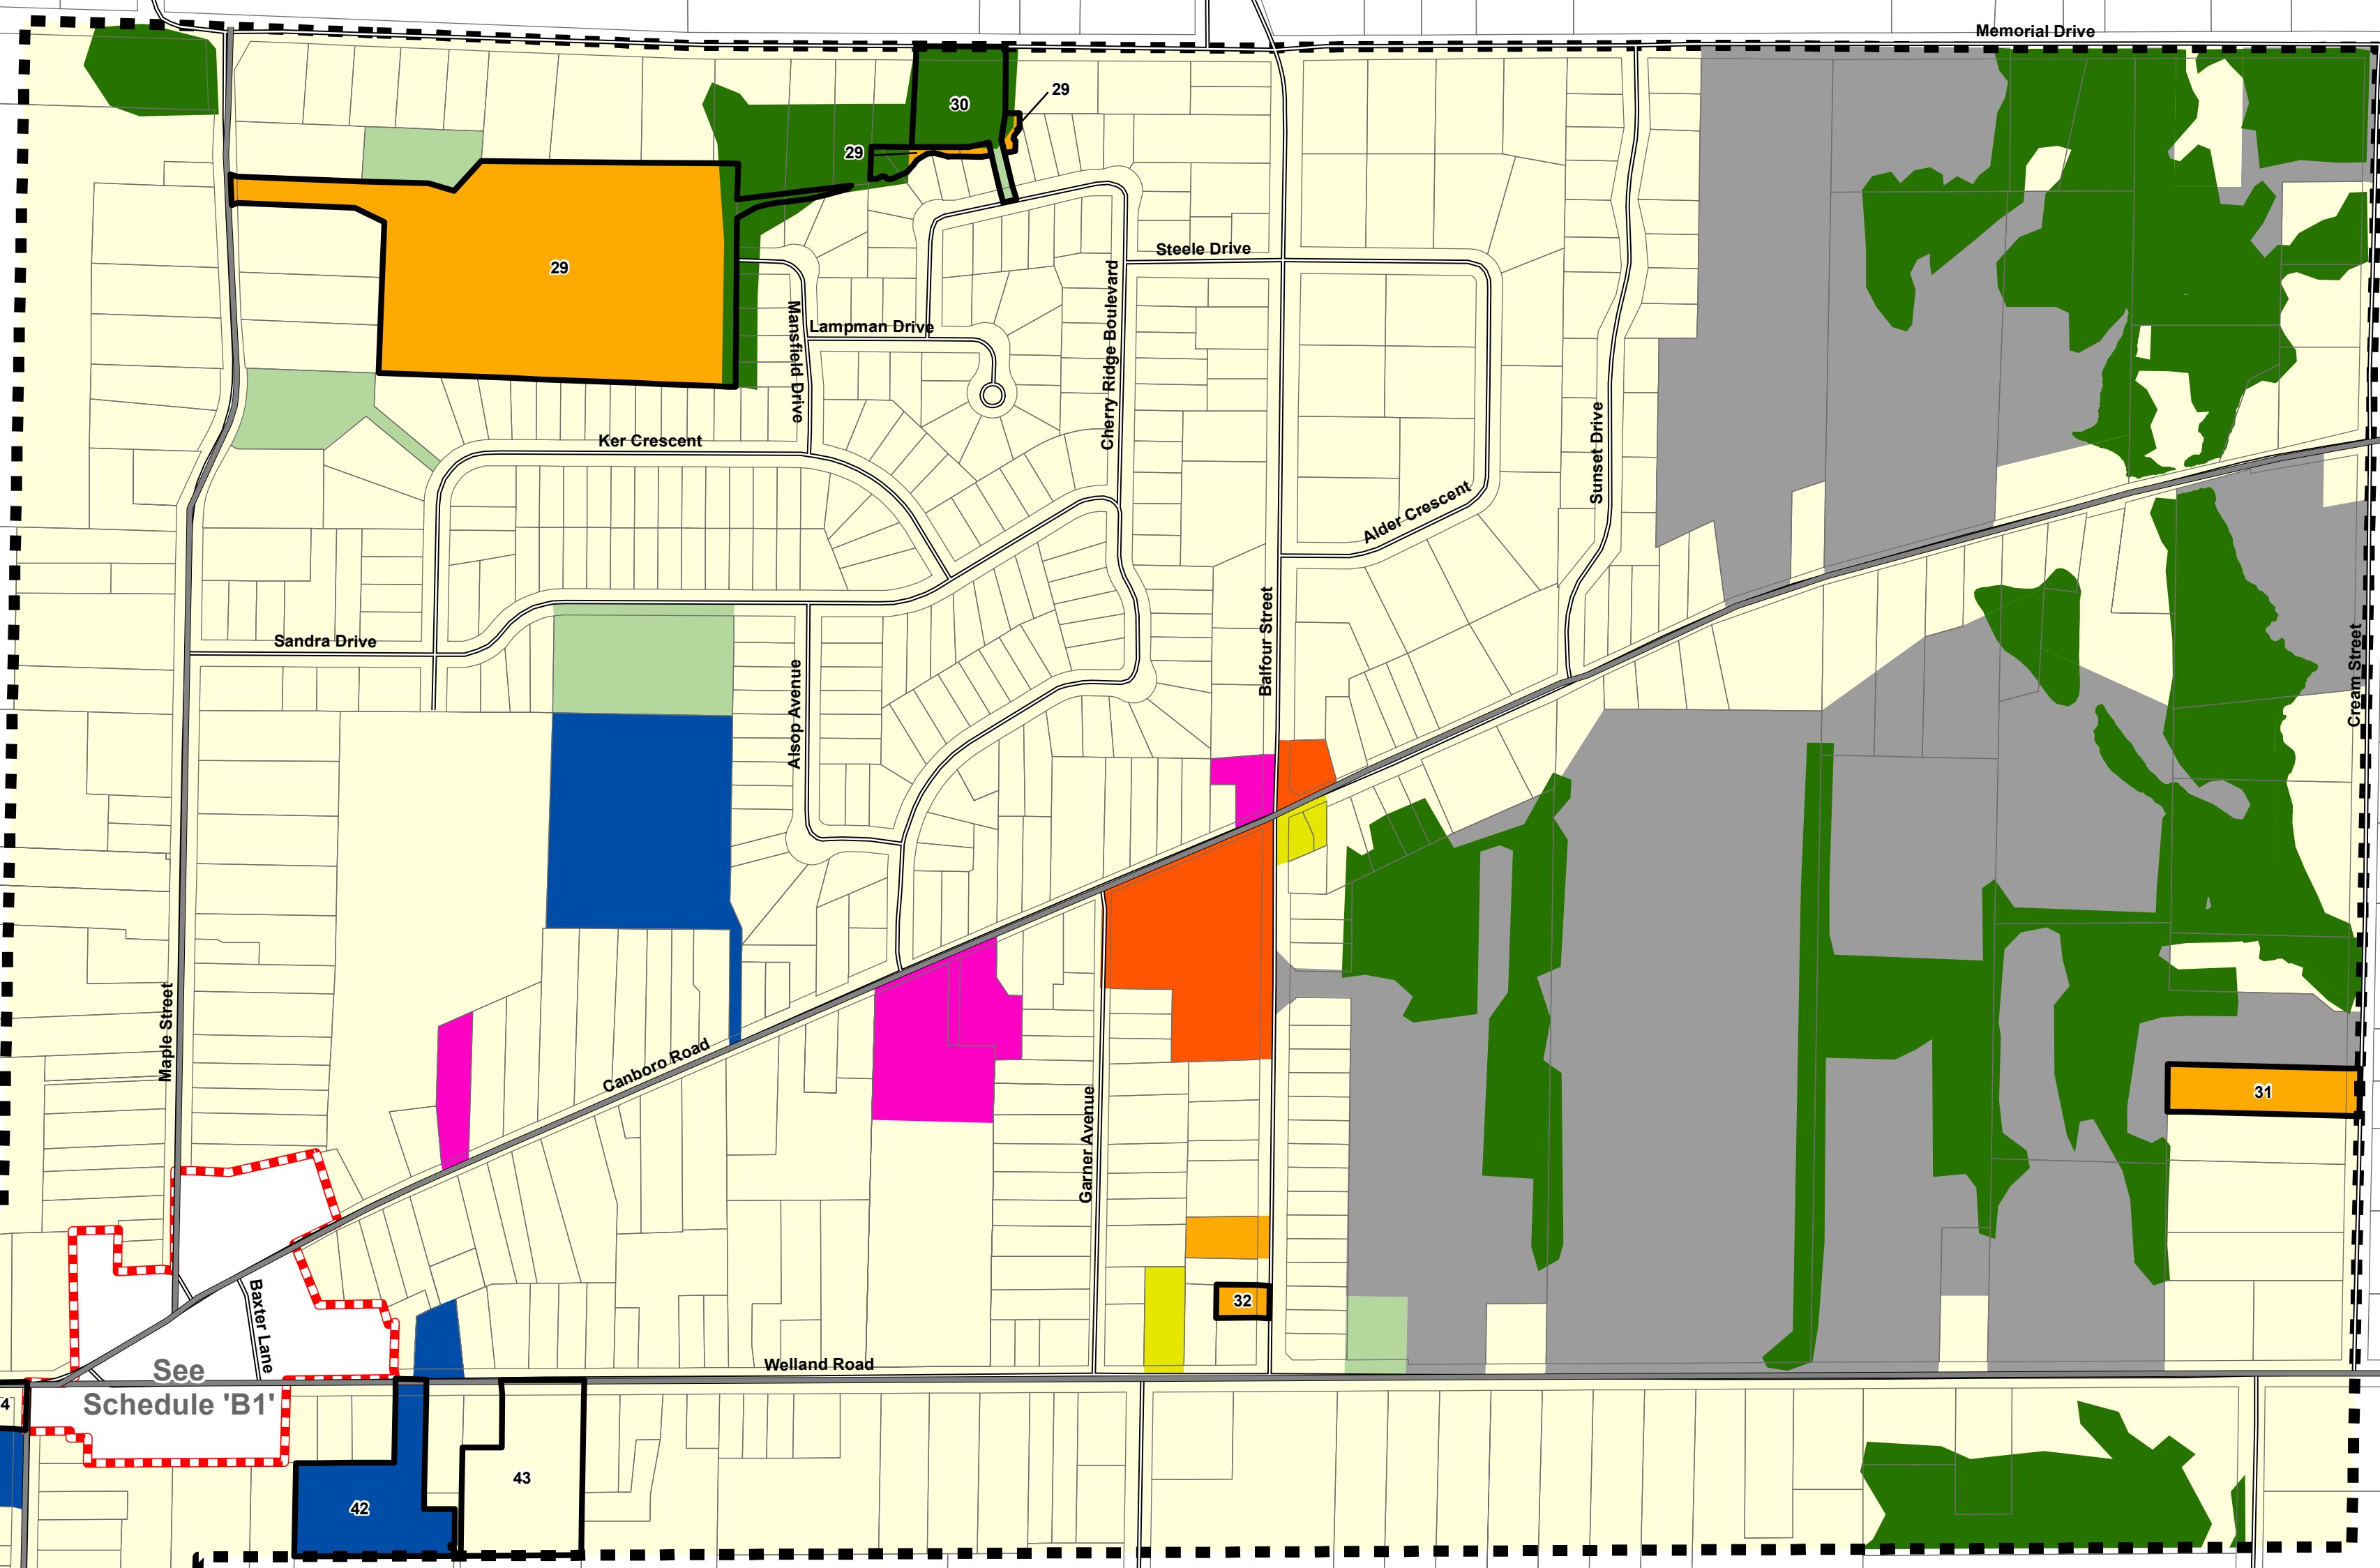 Memorial Drive
30
29
29
29
Steele Drive
Mansfield Drive
Lampman Drive
Cherry Ridge Boulevard
Ker Crescent
Sunset Drive
Alder Crescent
Sandra Drive
Alsop Avenue
Balfour Street
Cream Street
Maple Street
Canboro Road
Garner Avenue
31
32
Baxter Lane
Welland Road
See
Schedule 'B1'
4
42
43